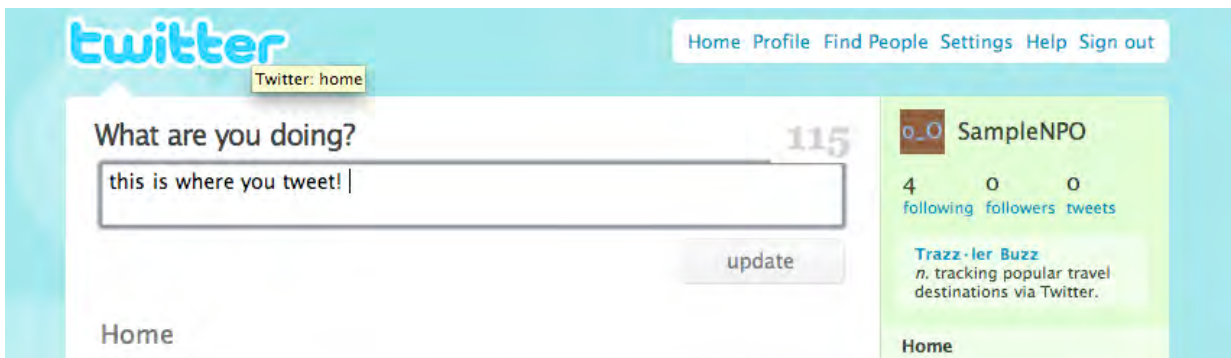 twitter
Home Profile Find People Settings Help Sign out
Twitter: home
What are you doing?
115
this is where you tweet!
update
Home
o_O SampleNPO
4 0 0
following followers tweets
Trazz·ler Buzz
n. tracking popular travel
destinations via Twitter.
Home